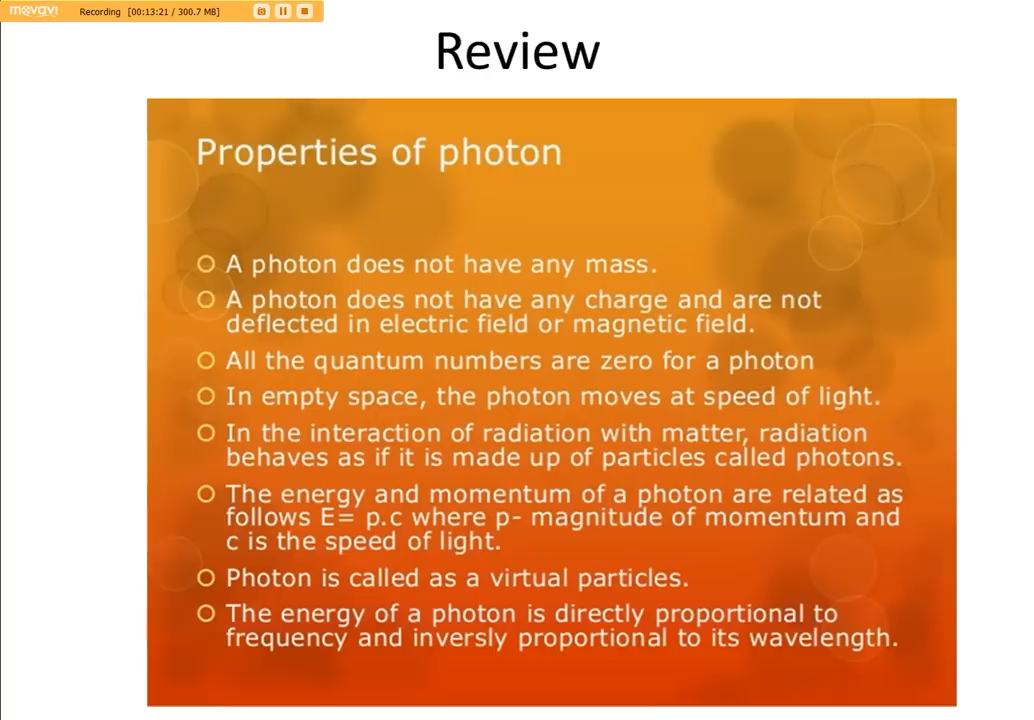 movavi
Recording [00:13:21 / 300.7 MB]
Review
Properties of photon
A photon does not have any mass.
A photon does not have any charge and are not
deflected in electric field or magnetic field.
All the quantum numbers are zero for a photon
In empty space, the photon moves at speed of light.
In the interaction of radiation with matter, radiation
behaves as if it is made up of particles called photons.
The energy and momentum of a photon are related as
follows E= p.c where p- magnitude of momentum and
c is the speed of light.
Photon is called as a virtual particles.
The energy of a photon is directly proportional to
frequency and inversly proportional to its wavelength.